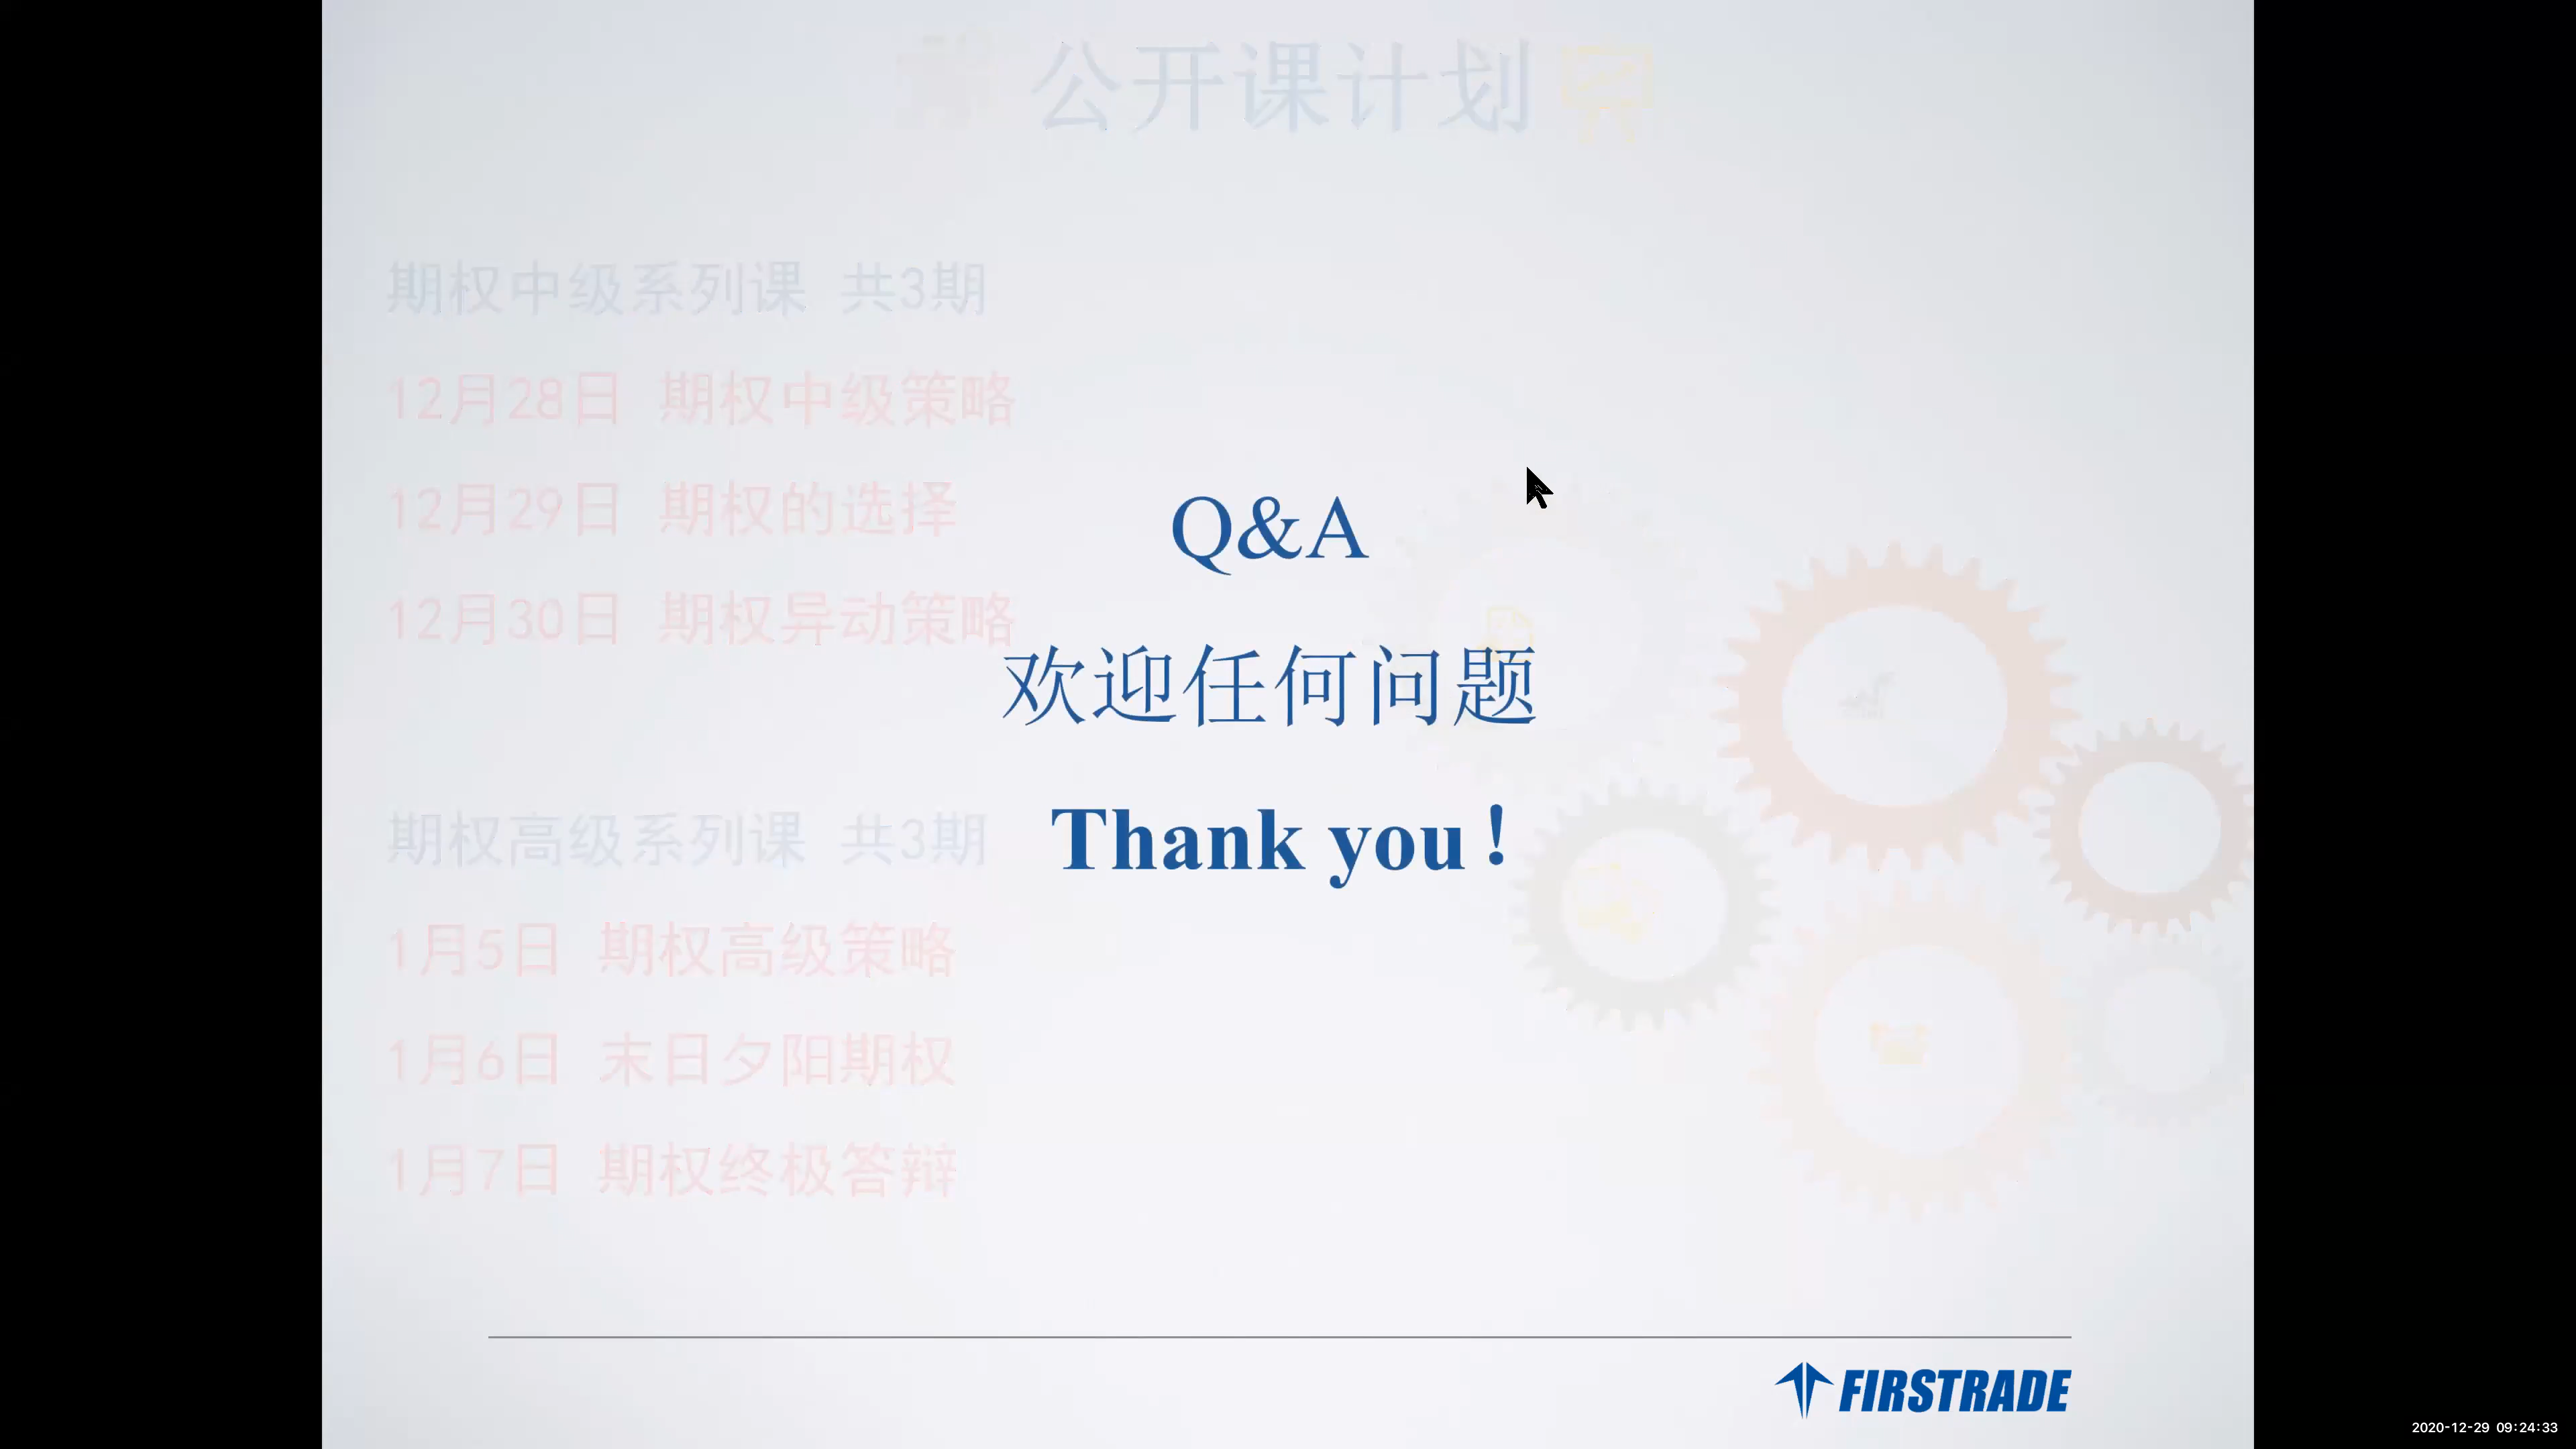 公开课计划
期权中级系列课 共3期
12月28日 期权中级策略
12月29日 期权的选择
12月30日 期权异动策略
Q&A
欢迎任何问题
Thank you！
期权高级系列课 共3期
1月5日 期权高级策略
1月6日 末日夕阳期权
1月7日 期权终极答辩
FIRSTRADE
2020-12-29 09:24:33